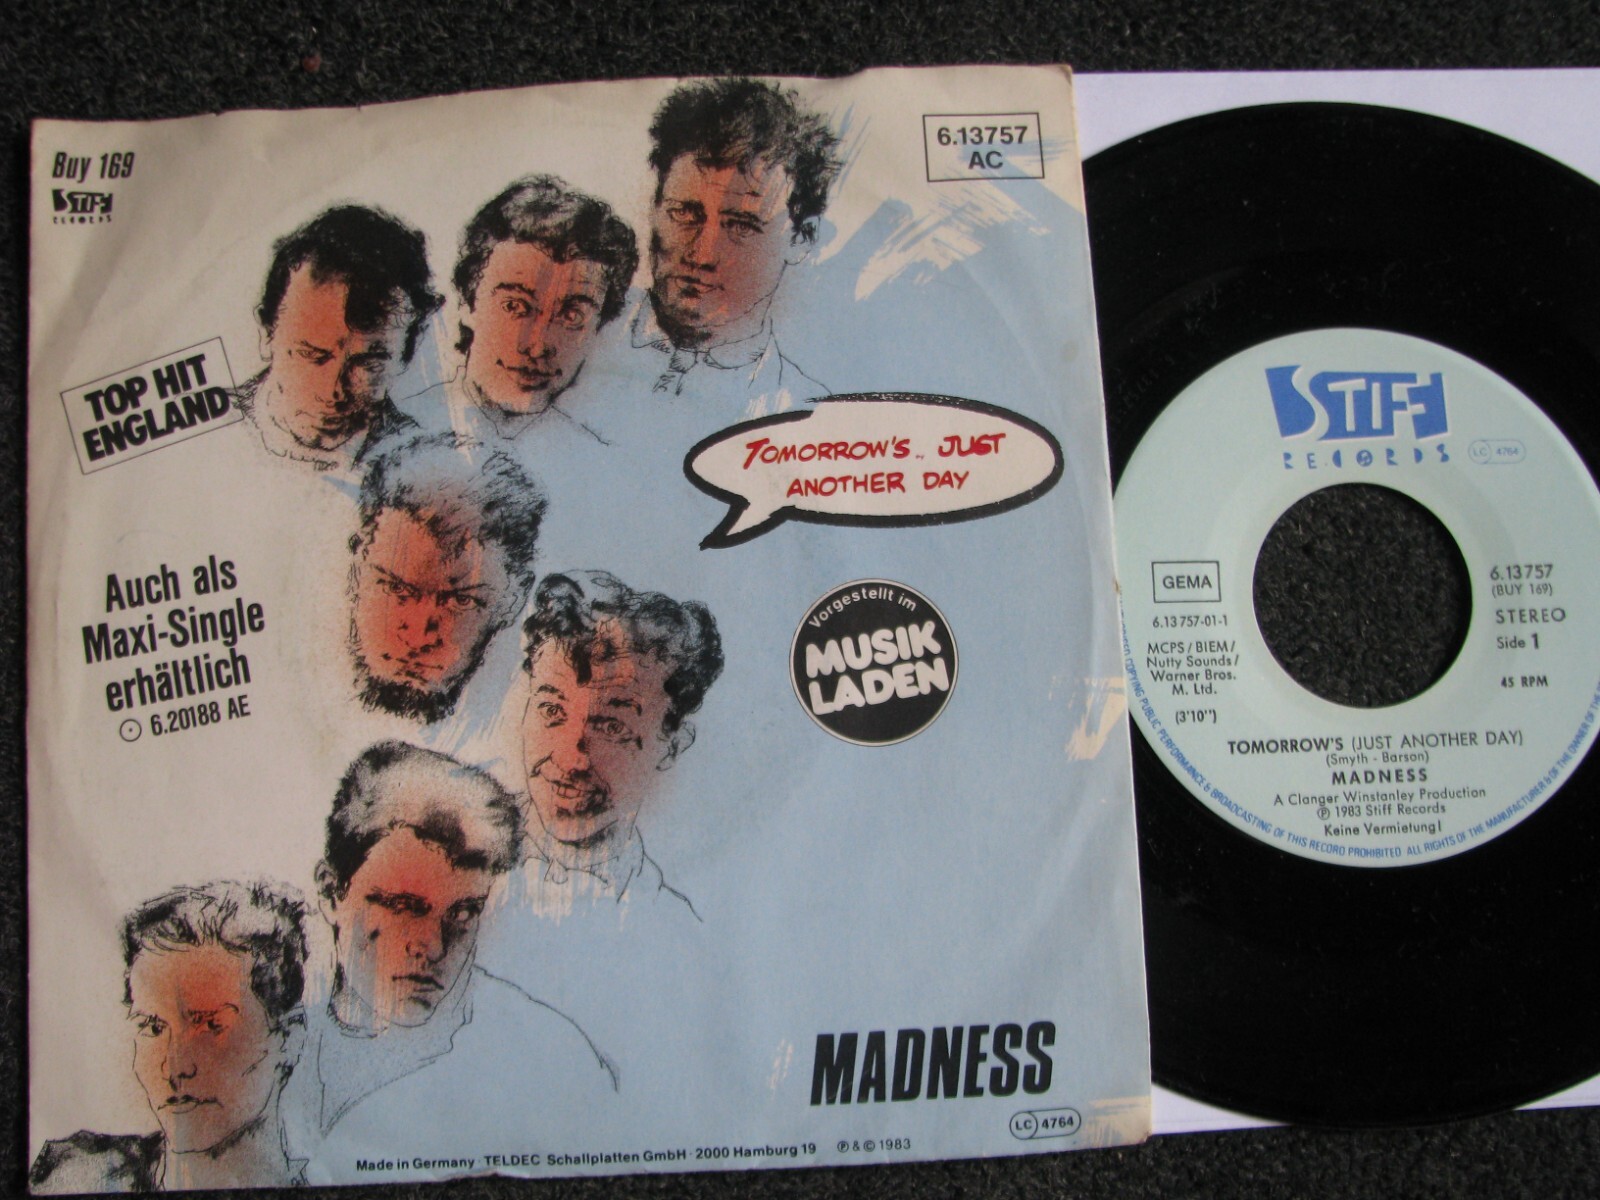 Buy 169
STIFF
RECORDS
6.13757
AC
TOP HIT
ENGLAND
TOMORROW'S.. JUST
ANOTHER DAY
Auch als
Maxi-Single
erhältlich
6.20188 AE
Vorgestellt im
MUSIK
LADEN
MADNESS
LC 4764
Made in Germany · TELDEC Schallplatten GmbH · 2000 Hamburg 19 ℗ & © 1983
STIFF
RECORDS
LC 4764
GEMA
6.13757-01-1
MCPS / BIEM /
Nutty Sounds /
Warner Bros.
M. Ltd.
(3'10")
6.13757
(BUY 169)
STEREO
Side 1
45 RPM
TOMORROW'S (JUST ANOTHER DAY)
(Smyth - Barson)
MADNESS
A Clanger Winstanley Production
℗ 1983 Stiff Records
Keine Vermietung!
COPYING PUBLIC PERFORMANCE & BROADCASTING OF THIS RECORD PROHIBITED. ALL RIGHTS OF THE MANUFACTURER & OF THE OWNER OF THE